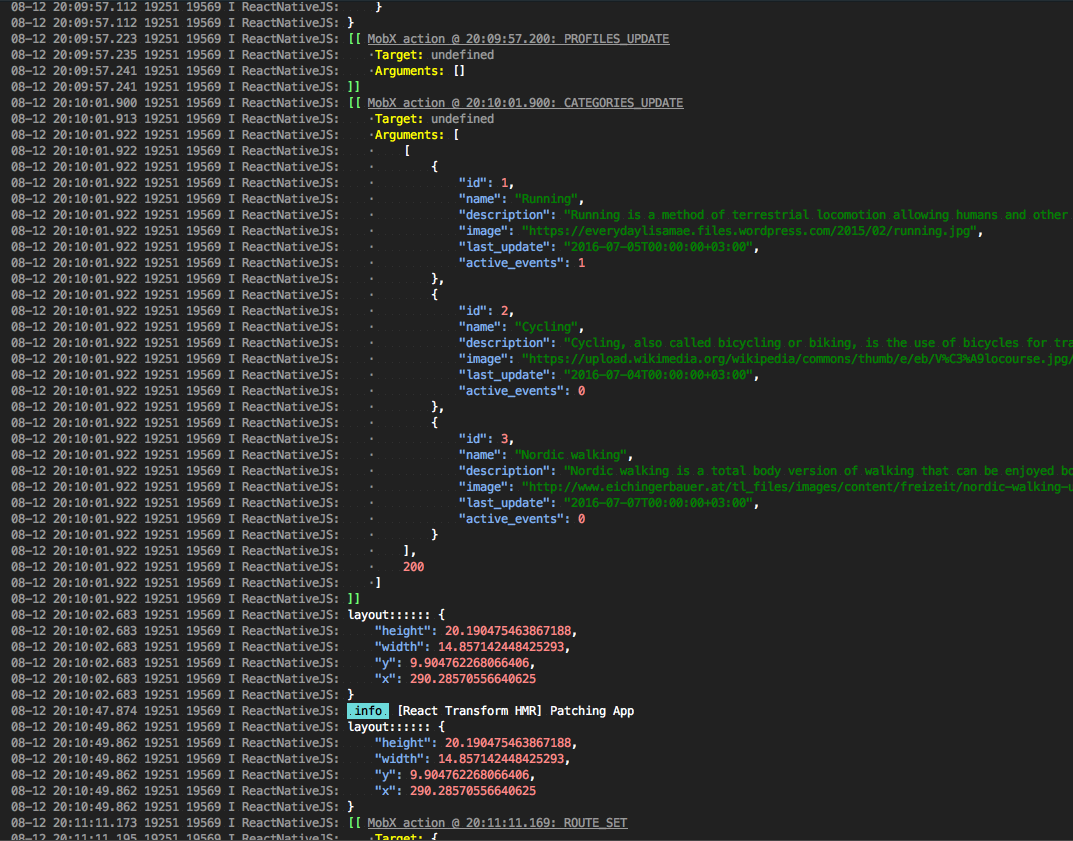 08-12 20:09:57.112 19251 19569 I ReactNativeJS:     }
08-12 20:09:57.112 19251 19569 I ReactNativeJS: }
08-12 20:09:57.223 19251 19569 I ReactNativeJS: [[ MobX action @ 20:09:57.200: PROFILES_UPDATE
08-12 20:09:57.235 19251 19569 I ReactNativeJS:    ·Target: undefined
08-12 20:09:57.241 19251 19569 I ReactNativeJS:    ·Arguments: []
08-12 20:09:57.241 19251 19569 I ReactNativeJS: ]]
08-12 20:10:01.900 19251 19569 I ReactNativeJS: [[ MobX action @ 20:10:01.900: CATEGORIES_UPDATE
08-12 20:10:01.913 19251 19569 I ReactNativeJS:    ·Target: undefined
08-12 20:10:01.922 19251 19569 I ReactNativeJS:    ·Arguments: [
08-12 20:10:01.922 19251 19569 I ReactNativeJS:    ·    [
08-12 20:10:01.922 19251 19569 I ReactNativeJS:    ·        {
08-12 20:10:01.922 19251 19569 I ReactNativeJS:    ·            "id": 1,
08-12 20:10:01.922 19251 19569 I ReactNativeJS:    ·            "name": "Running",
08-12 20:10:01.922 19251 19569 I ReactNativeJS:    ·            "description": "Running is a method of terrestrial locomotion allowing humans and other
08-12 20:10:01.922 19251 19569 I ReactNativeJS:    ·            "image": "https://everydaylisamae.files.wordpress.com/2015/02/running.jpg",
08-12 20:10:01.922 19251 19569 I ReactNativeJS:    ·            "last_update": "2016-07-05T00:00:00+03:00",
08-12 20:10:01.922 19251 19569 I ReactNativeJS:    ·            "active_events": 1
08-12 20:10:01.922 19251 19569 I ReactNativeJS:    ·        },
08-12 20:10:01.922 19251 19569 I ReactNativeJS:    ·        {
08-12 20:10:01.922 19251 19569 I ReactNativeJS:    ·            "id": 2,
08-12 20:10:01.922 19251 19569 I ReactNativeJS:    ·            "name": "Cycling",
08-12 20:10:01.922 19251 19569 I ReactNativeJS:    ·            "description": "Cycling, also called bicycling or biking, is the use of bicycles for tra
08-12 20:10:01.922 19251 19569 I ReactNativeJS:    ·            "image": "https://upload.wikimedia.org/wikipedia/commons/thumb/e/eb/V%C3%A9locourse.jpg/
08-12 20:10:01.922 19251 19569 I ReactNativeJS:    ·            "last_update": "2016-07-04T00:00:00+03:00",
08-12 20:10:01.922 19251 19569 I ReactNativeJS:    ·            "active_events": 0
08-12 20:10:01.922 19251 19569 I ReactNativeJS:    ·        },
08-12 20:10:01.922 19251 19569 I ReactNativeJS:    ·        {
08-12 20:10:01.922 19251 19569 I ReactNativeJS:    ·            "id": 3,
08-12 20:10:01.922 19251 19569 I ReactNativeJS:    ·            "name": "Nordic walking",
08-12 20:10:01.922 19251 19569 I ReactNativeJS:    ·            "description": "Nordic walking is a total body version of walking that can be enjoyed bo
08-12 20:10:01.922 19251 19569 I ReactNativeJS:    ·            "image": "http://www.eichingerbauer.at/tl_files/images/content/freizeit/nordic-walking-u
08-12 20:10:01.922 19251 19569 I ReactNativeJS:    ·            "last_update": "2016-07-07T00:00:00+03:00",
08-12 20:10:01.922 19251 19569 I ReactNativeJS:    ·            "active_events": 0
08-12 20:10:01.922 19251 19569 I ReactNativeJS:    ·        }
08-12 20:10:01.922 19251 19569 I ReactNativeJS:    ·    ],
08-12 20:10:01.922 19251 19569 I ReactNativeJS:    ·    200
08-12 20:10:01.922 19251 19569 I ReactNativeJS:    ·]
08-12 20:10:01.922 19251 19569 I ReactNativeJS: ]]
08-12 20:10:02.683 19251 19569 I ReactNativeJS: layout:::::: {
08-12 20:10:02.683 19251 19569 I ReactNativeJS:     "height": 20.190475463867188,
08-12 20:10:02.683 19251 19569 I ReactNativeJS:     "width": 14.857142448425293,
08-12 20:10:02.683 19251 19569 I ReactNativeJS:     "y": 9.904762268066406,
08-12 20:10:02.683 19251 19569 I ReactNativeJS:     "x": 290.28570556640625
08-12 20:10:02.683 19251 19569 I ReactNativeJS: }
08-12 20:10:47.874 19251 19569 I ReactNativeJS:  info  [React Transform HMR] Patching App
08-12 20:10:49.862 19251 19569 I ReactNativeJS: layout:::::: {
08-12 20:10:49.862 19251 19569 I ReactNativeJS:     "height": 20.190475463867188,
08-12 20:10:49.862 19251 19569 I ReactNativeJS:     "width": 14.857142448425293,
08-12 20:10:49.862 19251 19569 I ReactNativeJS:     "y": 9.904762268066406,
08-12 20:10:49.862 19251 19569 I ReactNativeJS:     "x": 290.28570556640625
08-12 20:10:49.862 19251 19569 I ReactNativeJS: }
08-12 20:11:11.173 19251 19569 I ReactNativeJS: [[ MobX action @ 20:11:11.169: ROUTE_SET
08-12 20:11:11.195 19251 19569 I ReactNativeJS:    ·Target: {